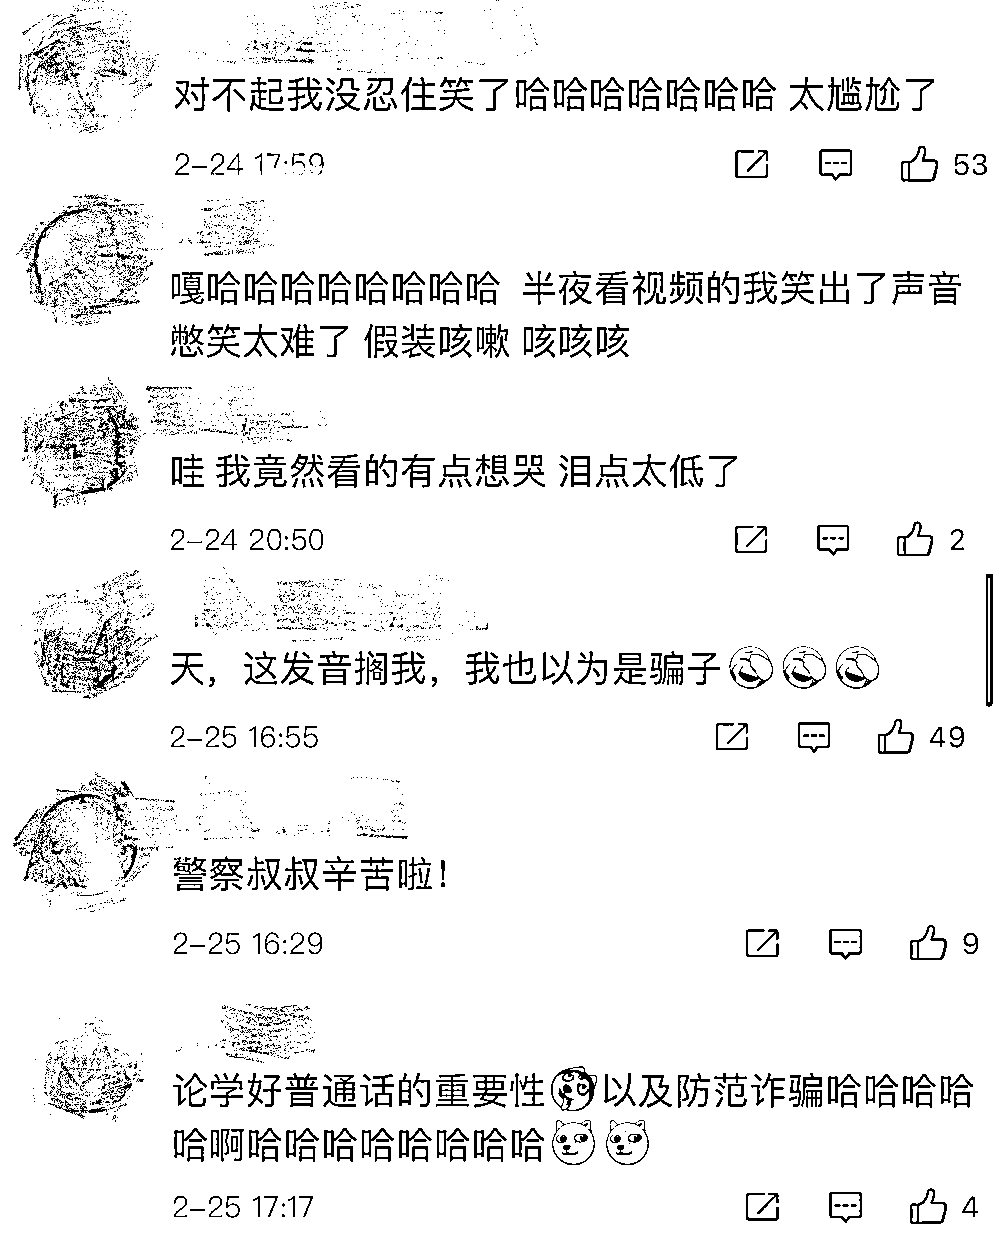 对不起我没忍住笑了哈哈哈哈哈哈哈 太尴尬了
2-24 17:59 53
嘎哈哈哈哈哈哈哈哈 半夜看视频的我笑出了声音
憋笑太难了 假装咳嗽 咳咳咳
哇 我竟然看的有点想哭 泪点太低了
2-24 20:50 2
天，这发音搁我，我也以为是骗子
2-25 16:55 49
警察叔叔辛苦啦！
2-25 16:29 9
论学好普通话的重要性以及防范诈骗哈哈哈哈
哈啊哈哈哈哈哈哈哈哈
2-25 17:17 4